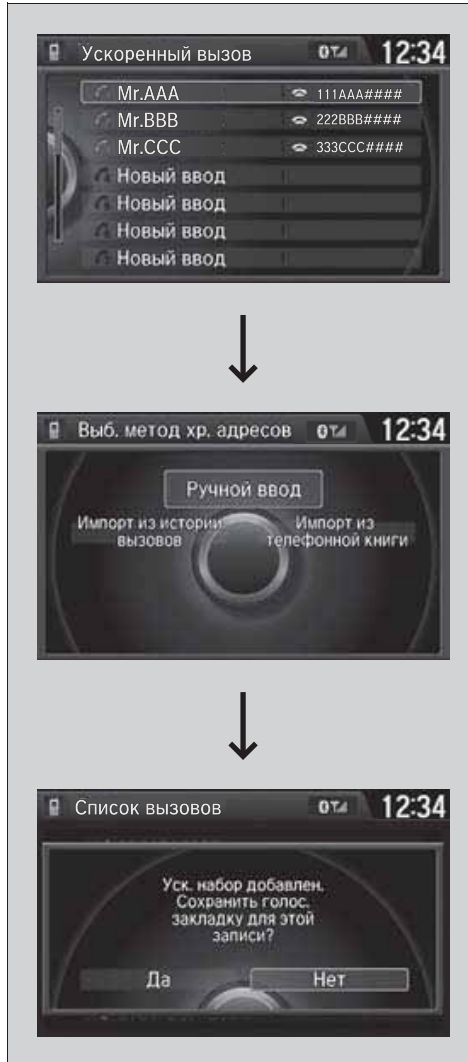 Ускоренный вызов 12:34
Mr.AAA 111AAA####
Mr.BBB 222BBB####
Mr.CCC 333CCC####
Новый ввод
Новый ввод
Новый ввод
Новый ввод
Выб. метод хр. адресов 12:34
Ручной ввод
Импорт из истории вызовов
Импорт из телефонной книги
Список вызовов 12:34
Уск. набор добавлен.
Сохранить голос.
закладку для этой
записи?
Да Нет